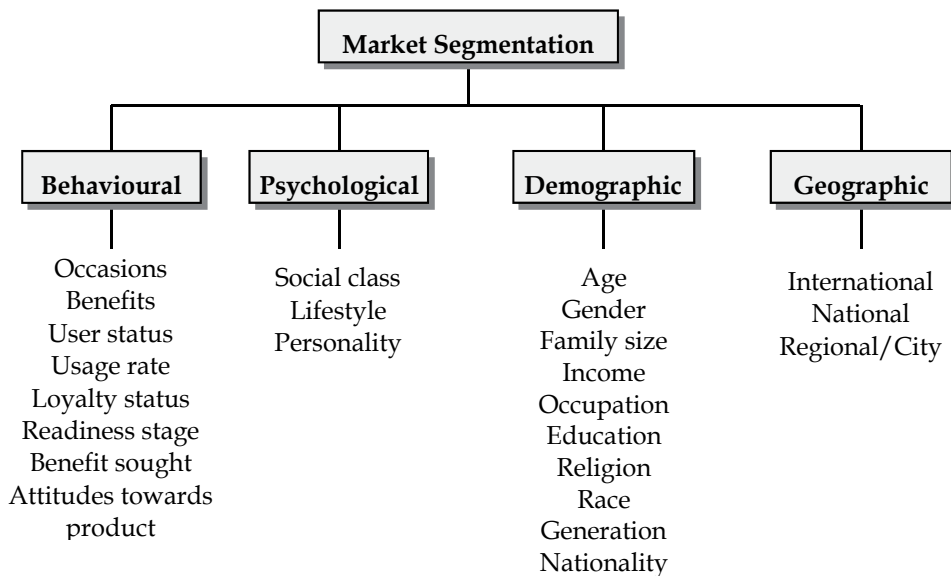 Market Segmentation
Behavioural
Psychological
Demographic
Geographic
Occasions
Benefits
User status
Usage rate
Loyalty status
Readiness stage
Benefit sought
Attitudes towards
product
Social class
Lifestyle
Personality
Age
Gender
Family size
Income
Occupation
Education
Religion
Race
Generation
Nationality
International
National
Regional/City